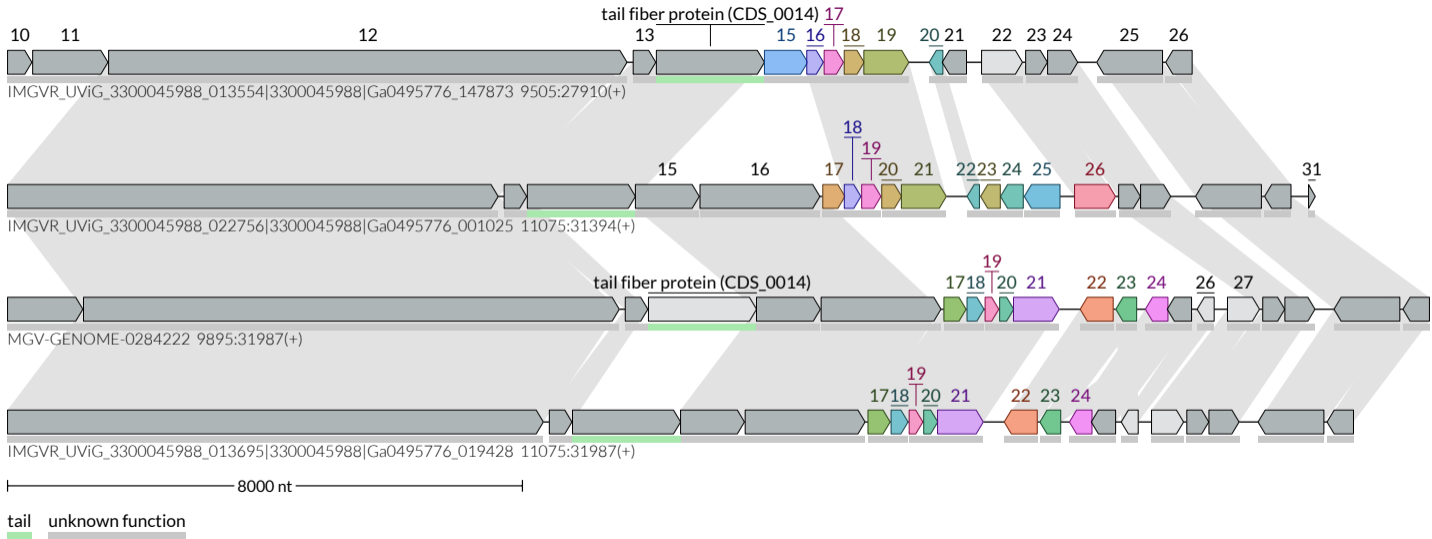 tail fiber protein (CDS_0014) 17
10 11 12 13 15 16 18 19 20 21 22 23 24 25 26
IMGVR_UViG_3300045988_013554|3300045988|Ga0495776_147873 9505:27910(+)
18
19
15 16 17 20 21 22 23 24 25 26 31
IMGVR_UViG_3300045988_022756|3300045988|Ga0495776_001025 11075:31394(+)
19
tail fiber protein (CDS_0014) 17 18 20 21 22 23 24 26 27
MGV-GENOME-0284222 9895:31987(+)
19
17 18 20 21 22 23 24
IMGVR_UViG_3300045988_013695|3300045988|Ga0495776_019428 11075:31987(+)
8000 nt
tail unknown function